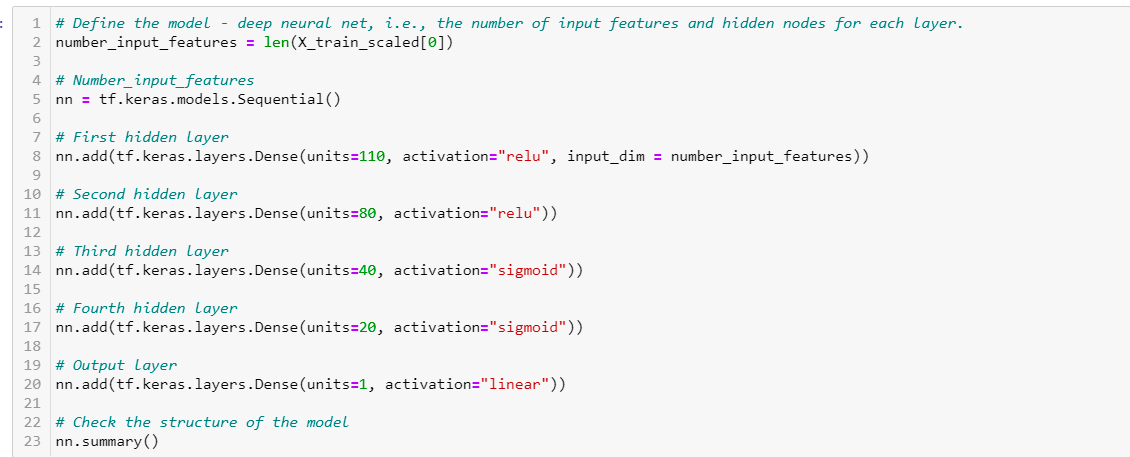 1 # Define the model - deep neural net, i.e., the number of input features and hidden nodes for each layer.
2 number_input_features = len(X_train_scaled[0])
3
4 # Number_input_features
5 nn = tf.keras.models.Sequential()
6
7 # First hidden layer
8 nn.add(tf.keras.layers.Dense(units=110, activation="relu", input_dim = number_input_features))
9
10 # Second hidden layer
11 nn.add(tf.keras.layers.Dense(units=80, activation="relu"))
12
13 # Third hidden layer
14 nn.add(tf.keras.layers.Dense(units=40, activation="sigmoid"))
15
16 # Fourth hidden layer
17 nn.add(tf.keras.layers.Dense(units=20, activation="sigmoid"))
18
19 # Output layer
20 nn.add(tf.keras.layers.Dense(units=1, activation="linear"))
21
22 # Check the structure of the model
23 nn.summary()